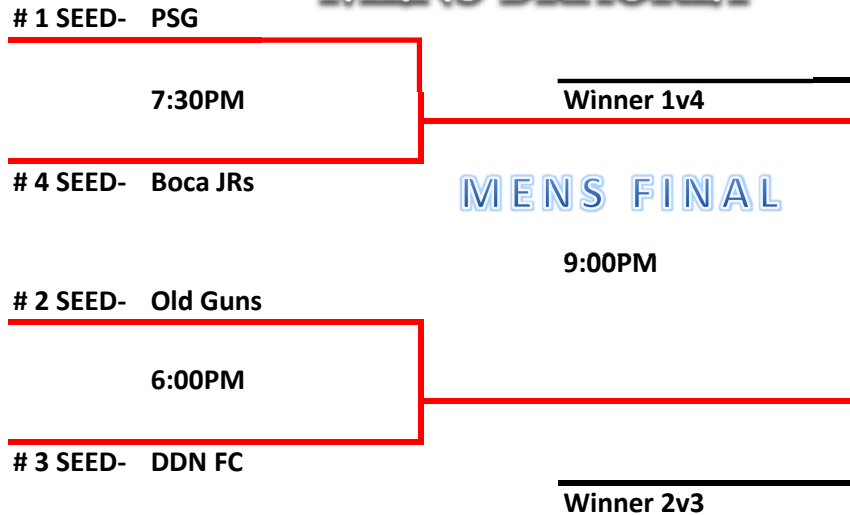 # 1 SEED- PSG
7:30PM
Winner 1v4
# 4 SEED- Boca JRs
MENS FINAL
9:00PM
# 2 SEED- Old Guns
6:00PM
# 3 SEED- DDN FC
Winner 2v3